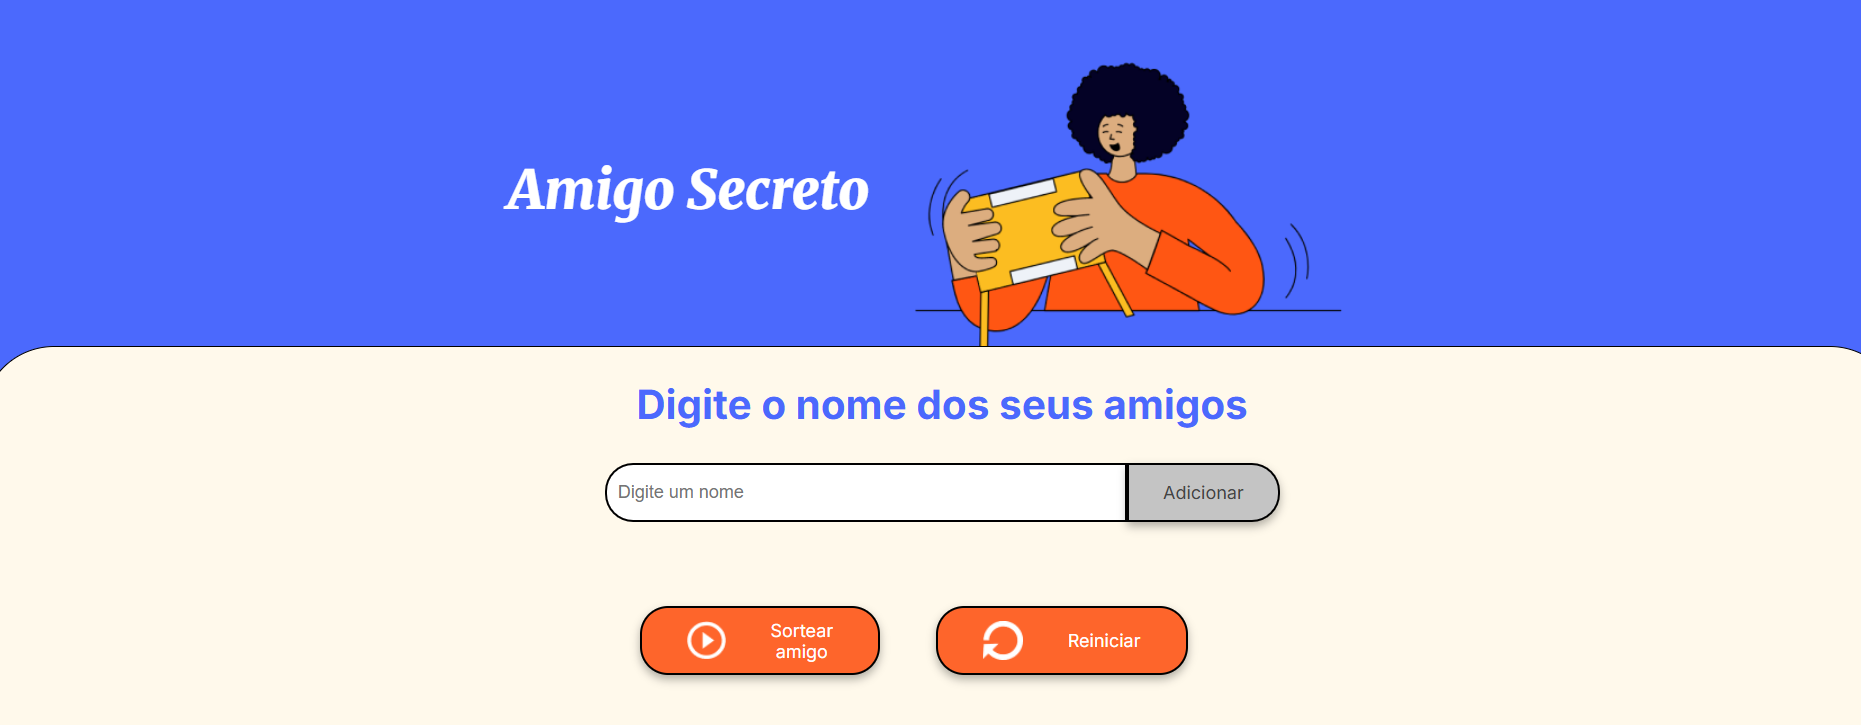 Amigo Secreto
Digite o nome dos seus amigos
Digite um nome
Adicionar
Sortear
amigo
Reiniciar